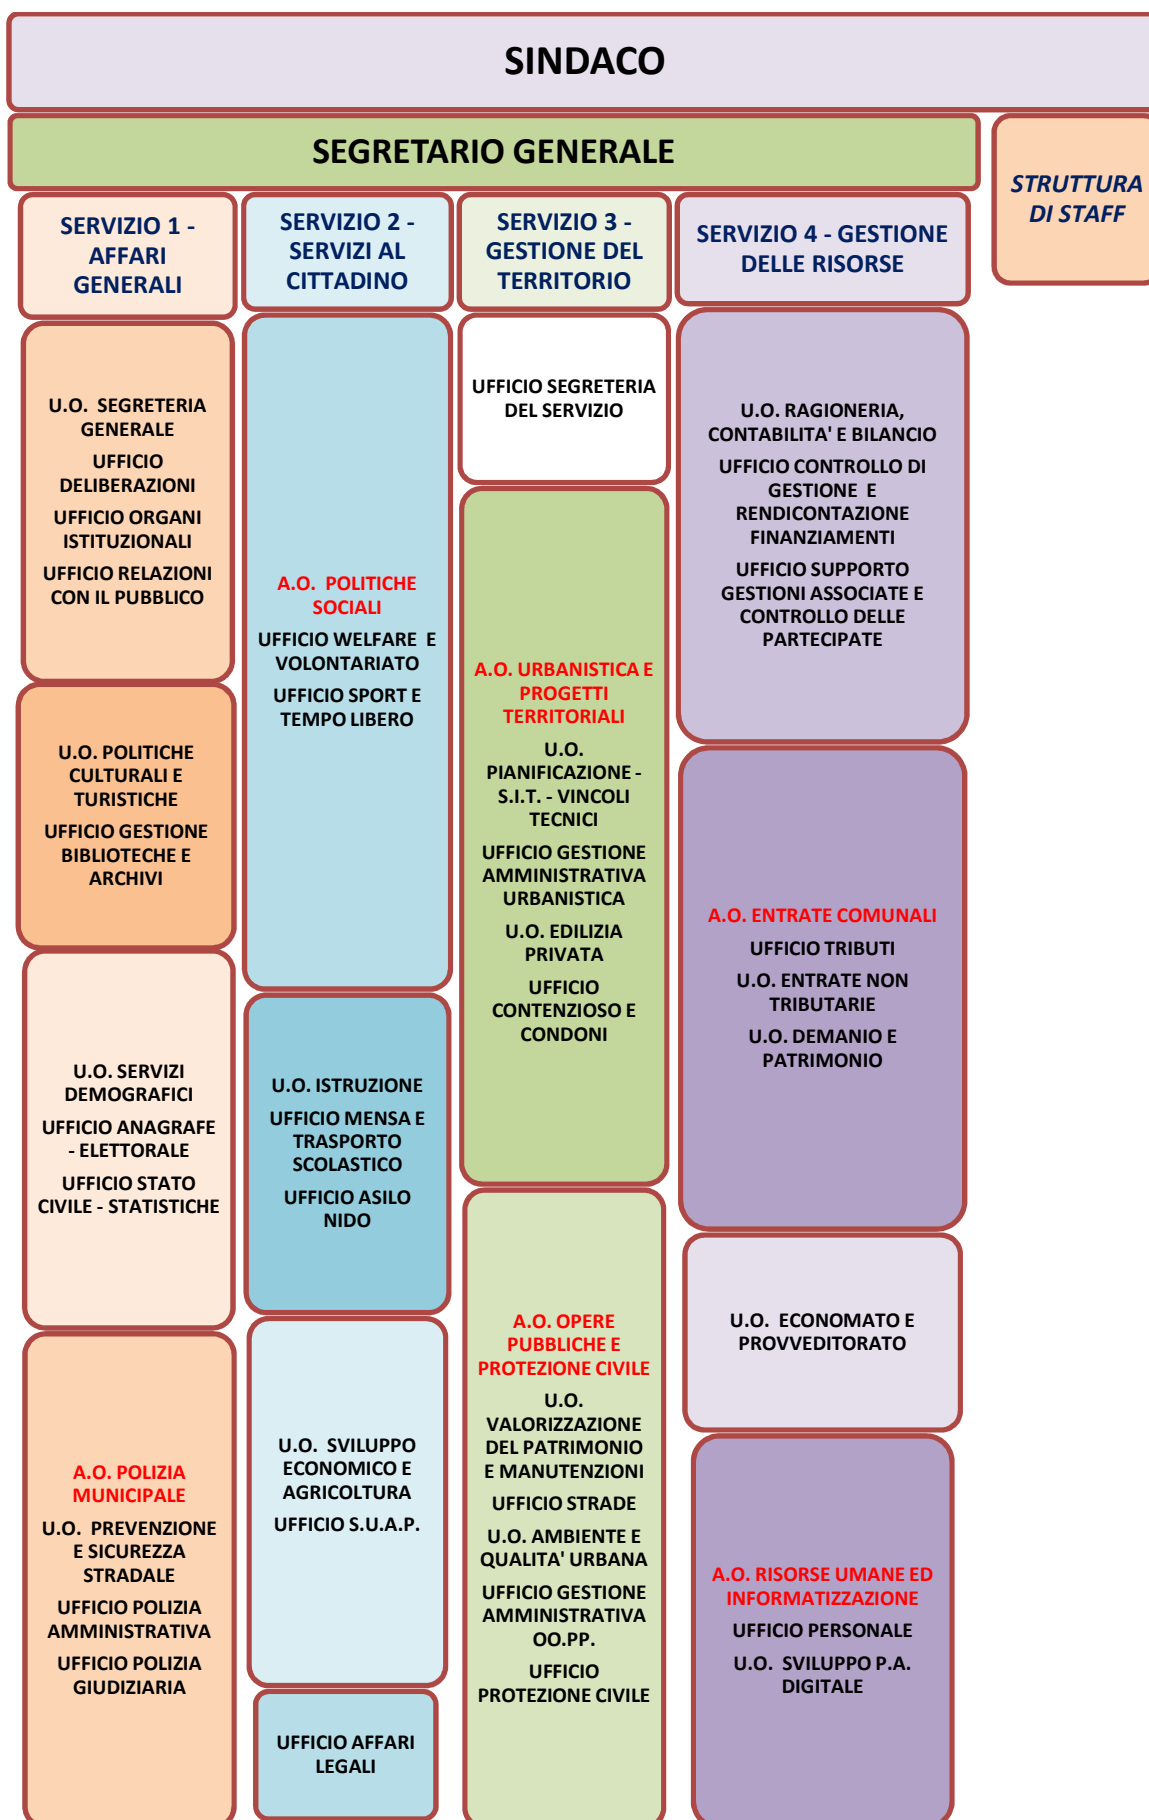 SINDACO
SEGRETARIO GENERALE
STRUTTURA
DI STAFF
SERVIZIO 1 -
AFFARI
GENERALI
U.O. SEGRETERIA
GENERALE
UFFICIO
DELIBERAZIONI
UFFICIO ORGANI
ISTITUZIONALI
UFFICIO RELAZIONI
CON IL PUBBLICO
U.O. POLITICHE
CULTURALI E
TURISTICHE
UFFICIO GESTIONE
BIBLIOTECHE E
ARCHIVI
U.O. SERVIZI
DEMOGRAFICI
UFFICIO ANAGRAFE
- ELETTORALE
UFFICIO STATO
CIVILE - STATISTICHE
A.O. POLIZIA
MUNICIPALE
U.O. PREVENZIONE
E SICUREZZA
STRADALE
UFFICIO POLIZIA
AMMINISTRATIVA
UFFICIO POLIZIA
GIUDIZIARIA
SERVIZIO 2 -
SERVIZI AL
CITTADINO
A.O. POLITICHE
SOCIALI
UFFICIO WELFARE E
VOLONTARIATO
UFFICIO SPORT E
TEMPO LIBERO
U.O. ISTRUZIONE
UFFICIO MENSA E
TRASPORTO
SCOLASTICO
UFFICIO ASILO
NIDO
U.O. SVILUPPO
ECONOMICO E
AGRICOLTURA
UFFICIO S.U.A.P.
UFFICIO AFFARI
LEGALI
SERVIZIO 3 -
GESTIONE DEL
TERRITORIO
UFFICIO SEGRETERIA
DEL SERVIZIO
A.O. URBANISTICA E
PROGETTI
TERRITORIALI
U.O.
PIANIFICAZIONE -
S.I.T. - VINCOLI
TECNICI
UFFICIO GESTIONE
AMMINISTRATIVA
URBANISTICA
U.O. EDILIZIA
PRIVATA
UFFICIO
CONTENZIOSO E
CONDONI
A.O. OPERE
PUBBLICHE E
PROTEZIONE CIVILE
U.O.
VALORIZZAZIONE
DEL PATRIMONIO
E MANUTENZIONI
UFFICIO STRADE
U.O. AMBIENTE E
QUALITA' URBANA
UFFICIO GESTIONE
AMMINISTRATIVA
OO.PP.
UFFICIO
PROTEZIONE CIVILE
SERVIZIO 4 - GESTIONE
DELLE RISORSE
U.O. RAGIONERIA,
CONTABILITA' E BILANCIO
UFFICIO CONTROLLO DI
GESTIONE E
RENDICONTAZIONE
FINANZIAMENTI
UFFICIO SUPPORTO
GESTIONI ASSOCIATE E
CONTROLLO DELLE
PARTECIPATE
A.O. ENTRATE COMUNALI
UFFICIO TRIBUTI
U.O. ENTRATE NON
TRIBUTARIE
U.O. DEMANIO E
PATRIMONIO
U.O. ECONOMATO E
PROVVEDITORATO
A.O. RISORSE UMANE ED
INFORMATIZZAZIONE
UFFICIO PERSONALE
U.O. SVILUPPO P.A.
DIGITALE